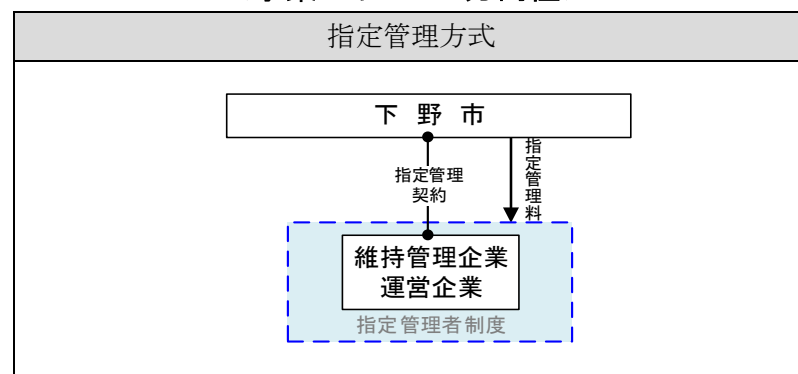 指定管理方式
下野市
指定管理
契約
指定管理料
維持管理企業
運営企業
指定管理者制度